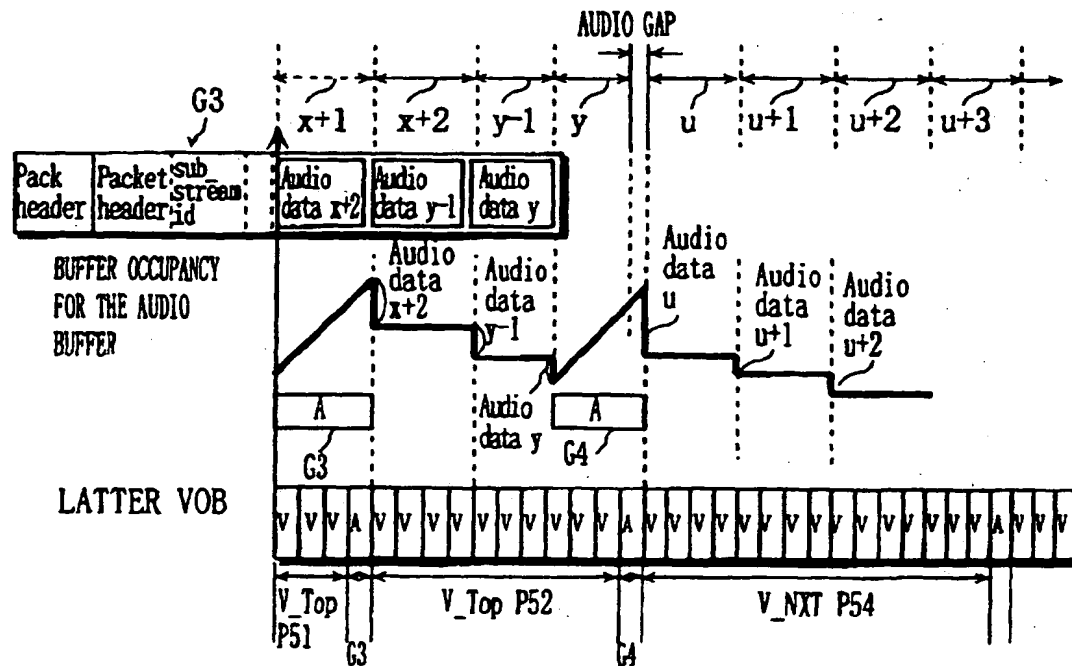 AUDIO GAP
G3
x+1 x+2 y-1 y u u+1 u+2 u+3
Pack header
Packet header
sub_stream id
Audio data x+2
Audio data y-1
Audio data y
BUFFER OCCUPANCY
FOR THE AUDIO
BUFFER
Audio data x+2
Audio data y-1
Audio data y
Audio data u
Audio data u+1
Audio data u+2
A
G3
A
G4
LATTER VOB
V V V A V V V V V V V V V V A V V V V V V V V V V V V V V A V V V
V_Top P51
G3
V_Top P52
G4
V_NXT P54